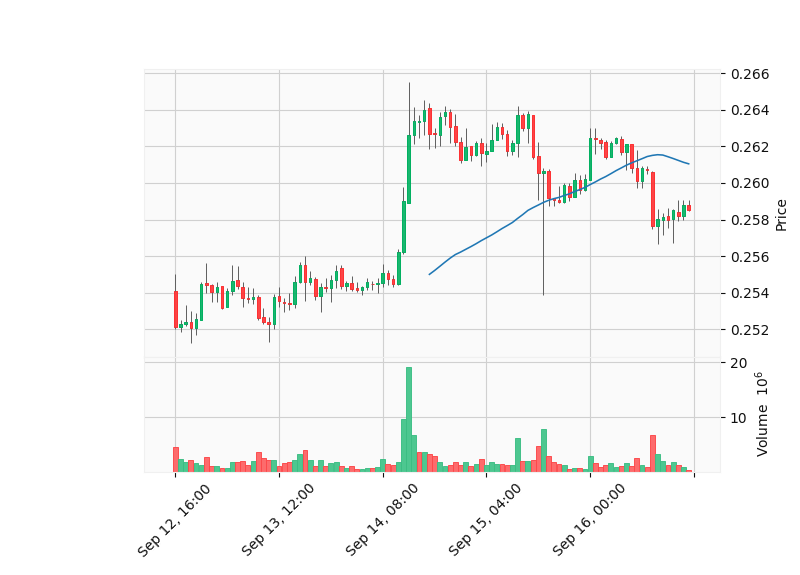 0.266
0.264
0.262
0.260
0.258
0.256
0.254
0.252
Price
20
10
Volume 10^6
Sep 12, 16:00
Sep 13, 12:00
Sep 14, 08:00
Sep 15, 04:00
Sep 16, 00:00